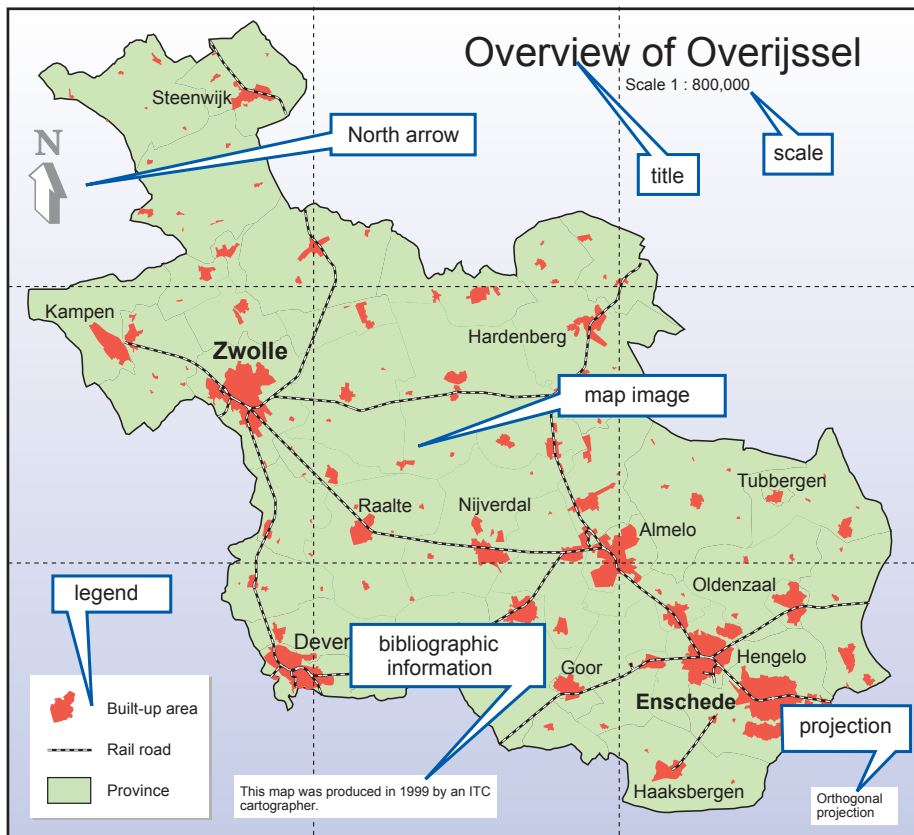 Overview of Overijssel
Scale 1 : 800,000
Steenwijk
North arrow
N
title
scale
Kampen
Zwolle
Hardenberg
map image
Tubbergen
Raalte
Nijverdal
Almelo
legend
Oldenzaal
Dever
bibliographic
information
Goor
Hengelo
Enschede
Built-up area
projection
Rail road
Province
This map was produced in 1999 by an ITC
cartographer.
Haaksbergen
Orthogonal
projection